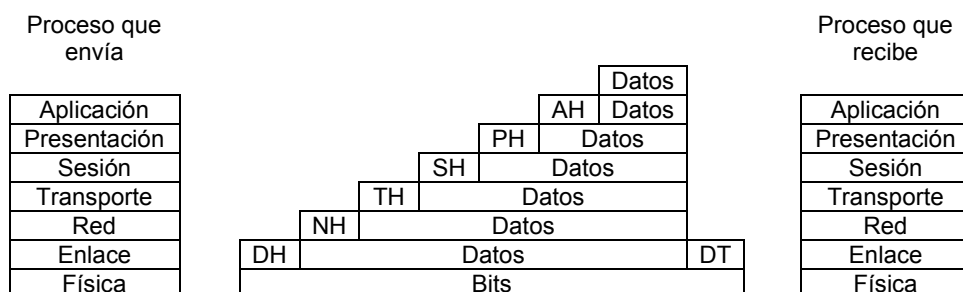 Proceso que
envía
Proceso que
recibe
Datos
Aplicación AH Datos Aplicación
Presentación PH Datos Presentación
Sesión SH Datos Sesión
Transporte TH Datos Transporte
Red NH Datos Red
Enlace DH Datos DT Enlace
Física Bits Física